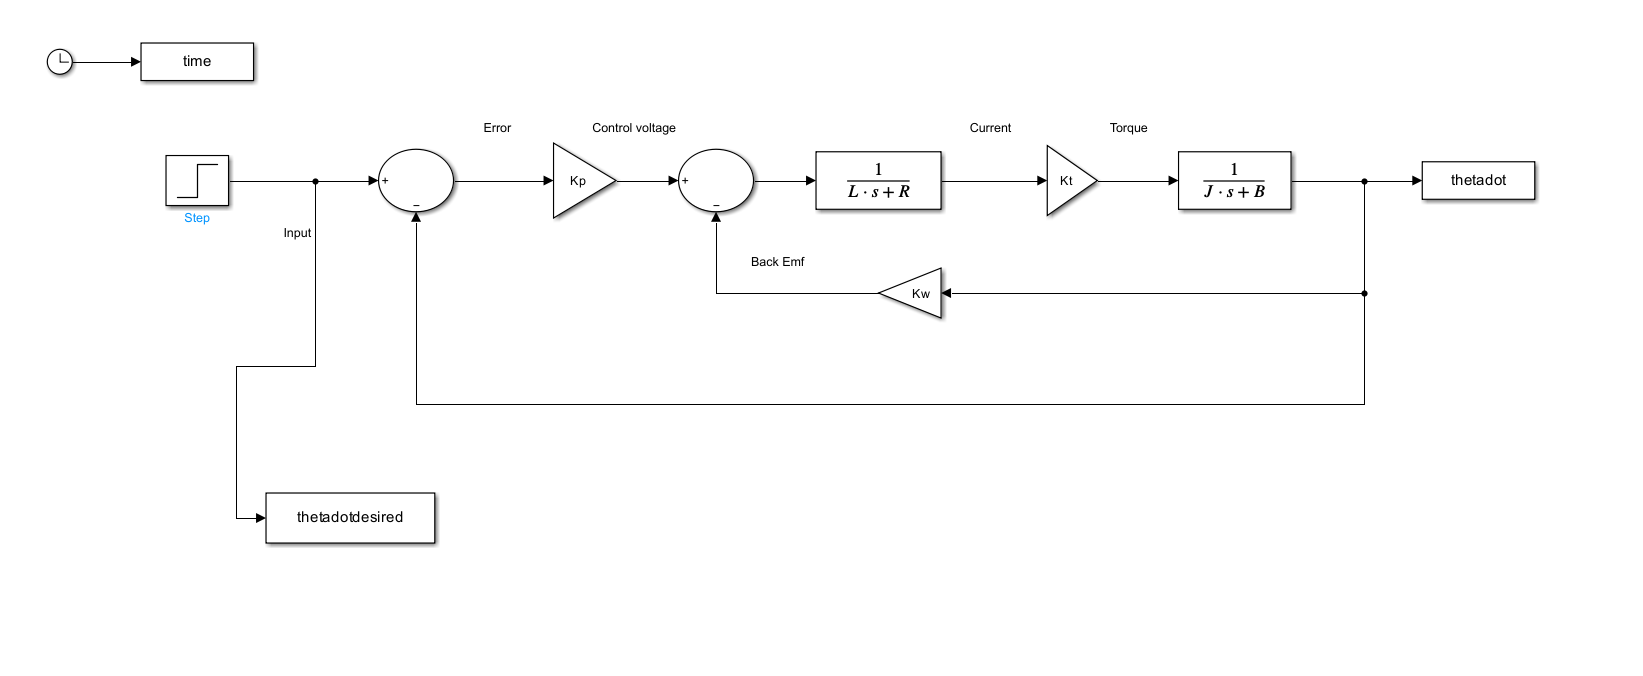 time
Error
Control voltage
Current
Torque
+
−
Kp
+
−
1
L · s + R
Kt
1
J · s + B
thetadot
Step
Input
Back Emf
Kw
thetadotdesired